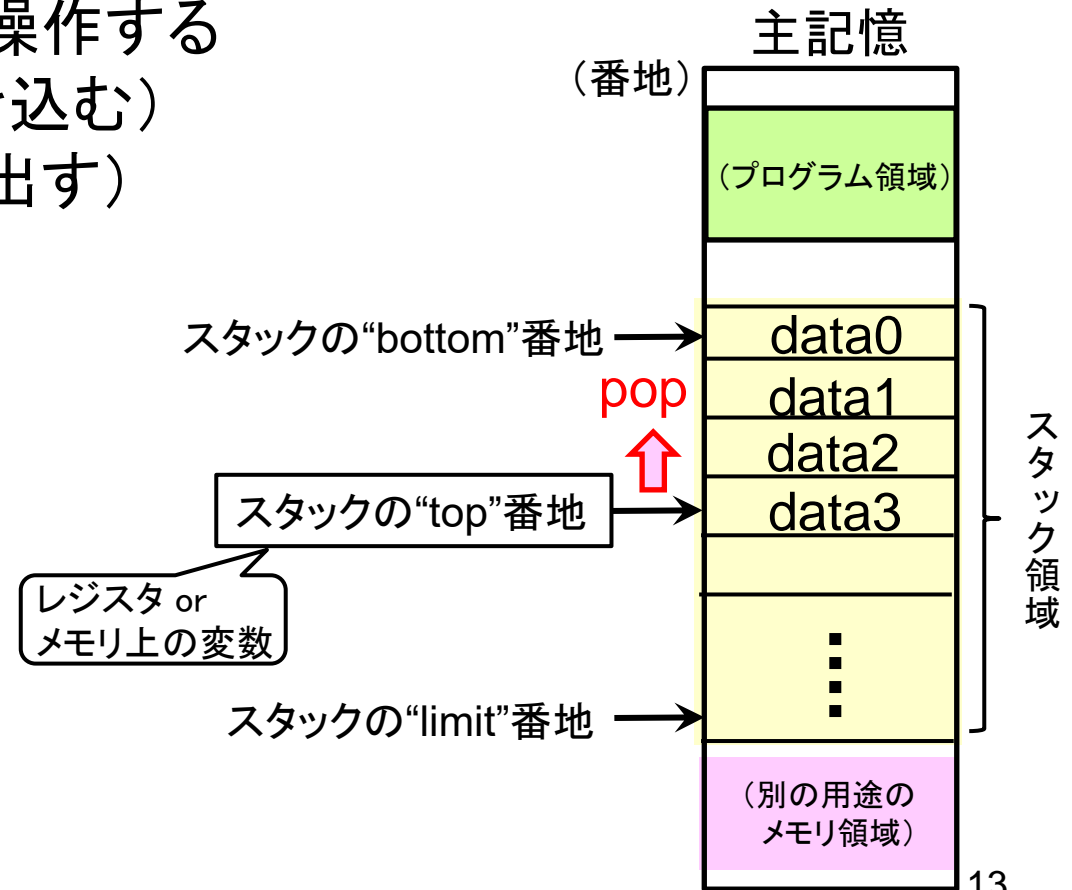 操作する
込む）
出す）
主記憶
（番地）
（プログラム領域）
スタックの“bottom”番地
data0
pop
data1
data2
スタックの“top”番地
data3
スタック領域
レジスタ or
メモリ上の変数
スタックの“limit”番地
（別の用途の
メモリ領域）
13